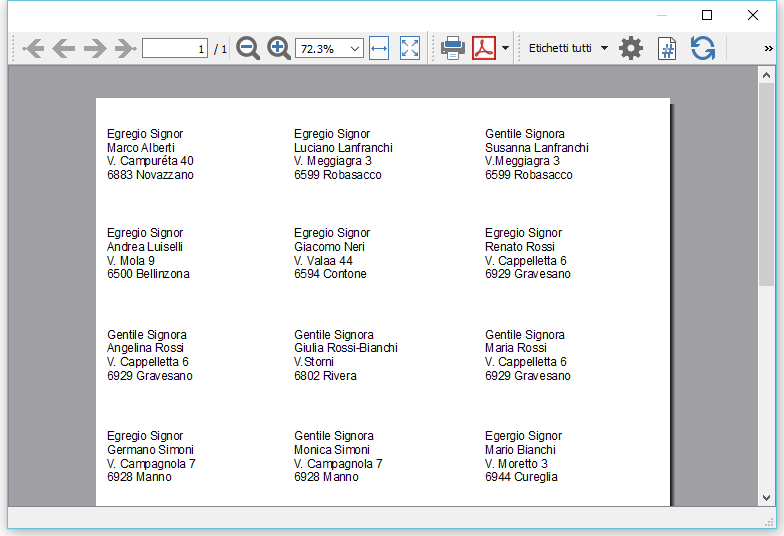 1 / 1
72.3%
Etichetti tutti
#
»
Egregio Signor
Marco Alberti
V. Campuréta 40
6883 Novazzano
Egregio Signor
Luciano Lanfranchi
V. Meggiagra 3
6599 Robasacco
Gentile Signora
Susanna Lanfranchi
V.Meggiagra 3
6599 Robasacco
Egregio Signor
Andrea Luiselli
V. Mola 9
6500 Bellinzona
Egregio Signor
Giacomo Neri
V. Valaa 44
6594 Contone
Egregio Signor
Renato Rossi
V. Cappelletta 6
6929 Gravesano
Gentile Signora
Angelina Rossi
V. Cappelletta 6
6929 Gravesano
Gentile Signora
Giulia Rossi-Bianchi
V.Storni
6802 Rivera
Gentile Signora
Maria Rossi
V. Cappelletta 6
6929 Gravesano
Egregio Signor
Germano Simoni
V. Campagnola 7
6928 Manno
Gentile Signora
Monica Simoni
V. Campagnola 7
6928 Manno
Egergio Signor
Mario Bianchi
V. Moretto 3
6944 Cureglia